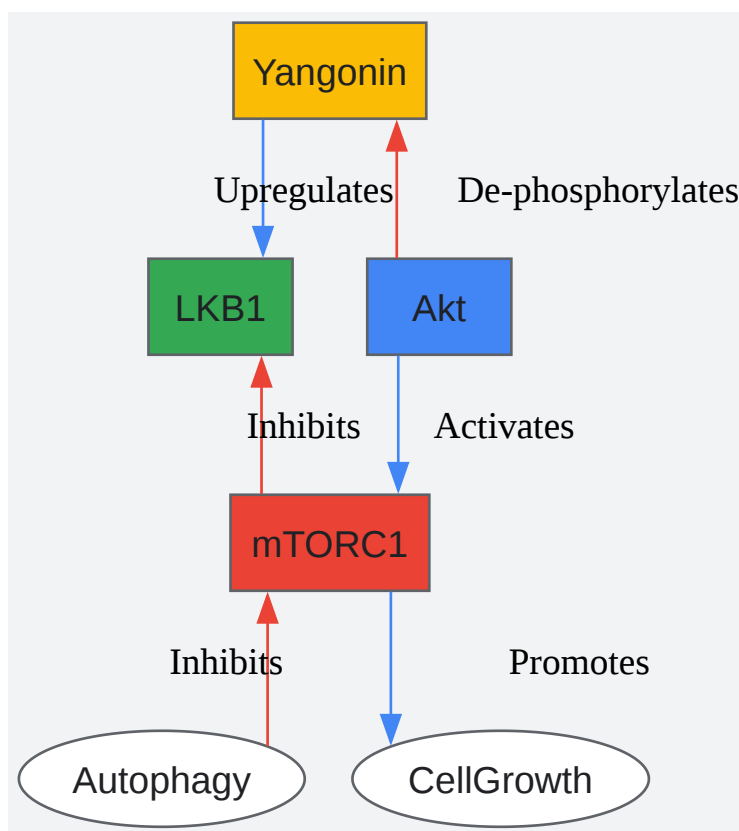 Yangonin
Upregulates
De-phosphorylates
LKB1
Akt
Inhibits
Activates
mTORC1
Inhibits
Promotes
Autophagy
CellGrowth